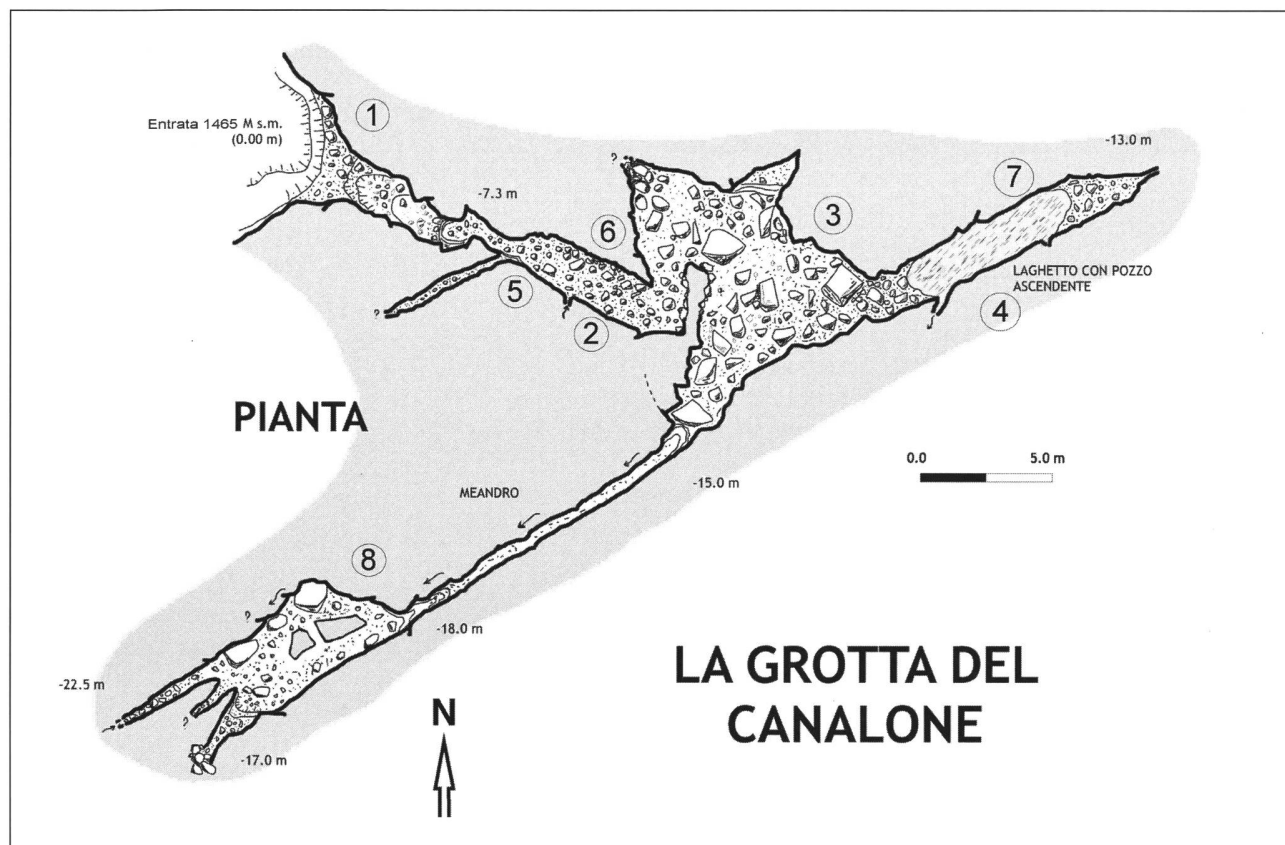 Entrata 1465 M s.m.
(0.00 m)
1
-7.3 m
?
6
3
7
-13.0 m
LAGHETTO CON POZZO
ASCENDENTE
4
5
?
2
?
?
PIANTA
0.0
5.0 m
MEANDRO
-15.0 m
8
?
-18.0 m
-22.5 m
?
-17.0 m
N
LA GROTTA DEL
CANALONE